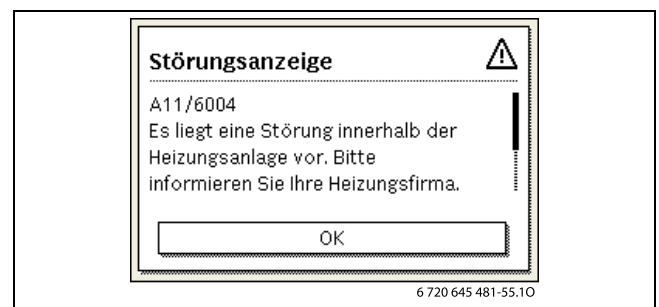 Störungsanzeige
A11/6004
Es liegt eine Störung innerhalb der
Heizungsanlage vor. Bitte
informieren Sie Ihre Heizungsfirma.
OK
6 720 645 481-55.1O